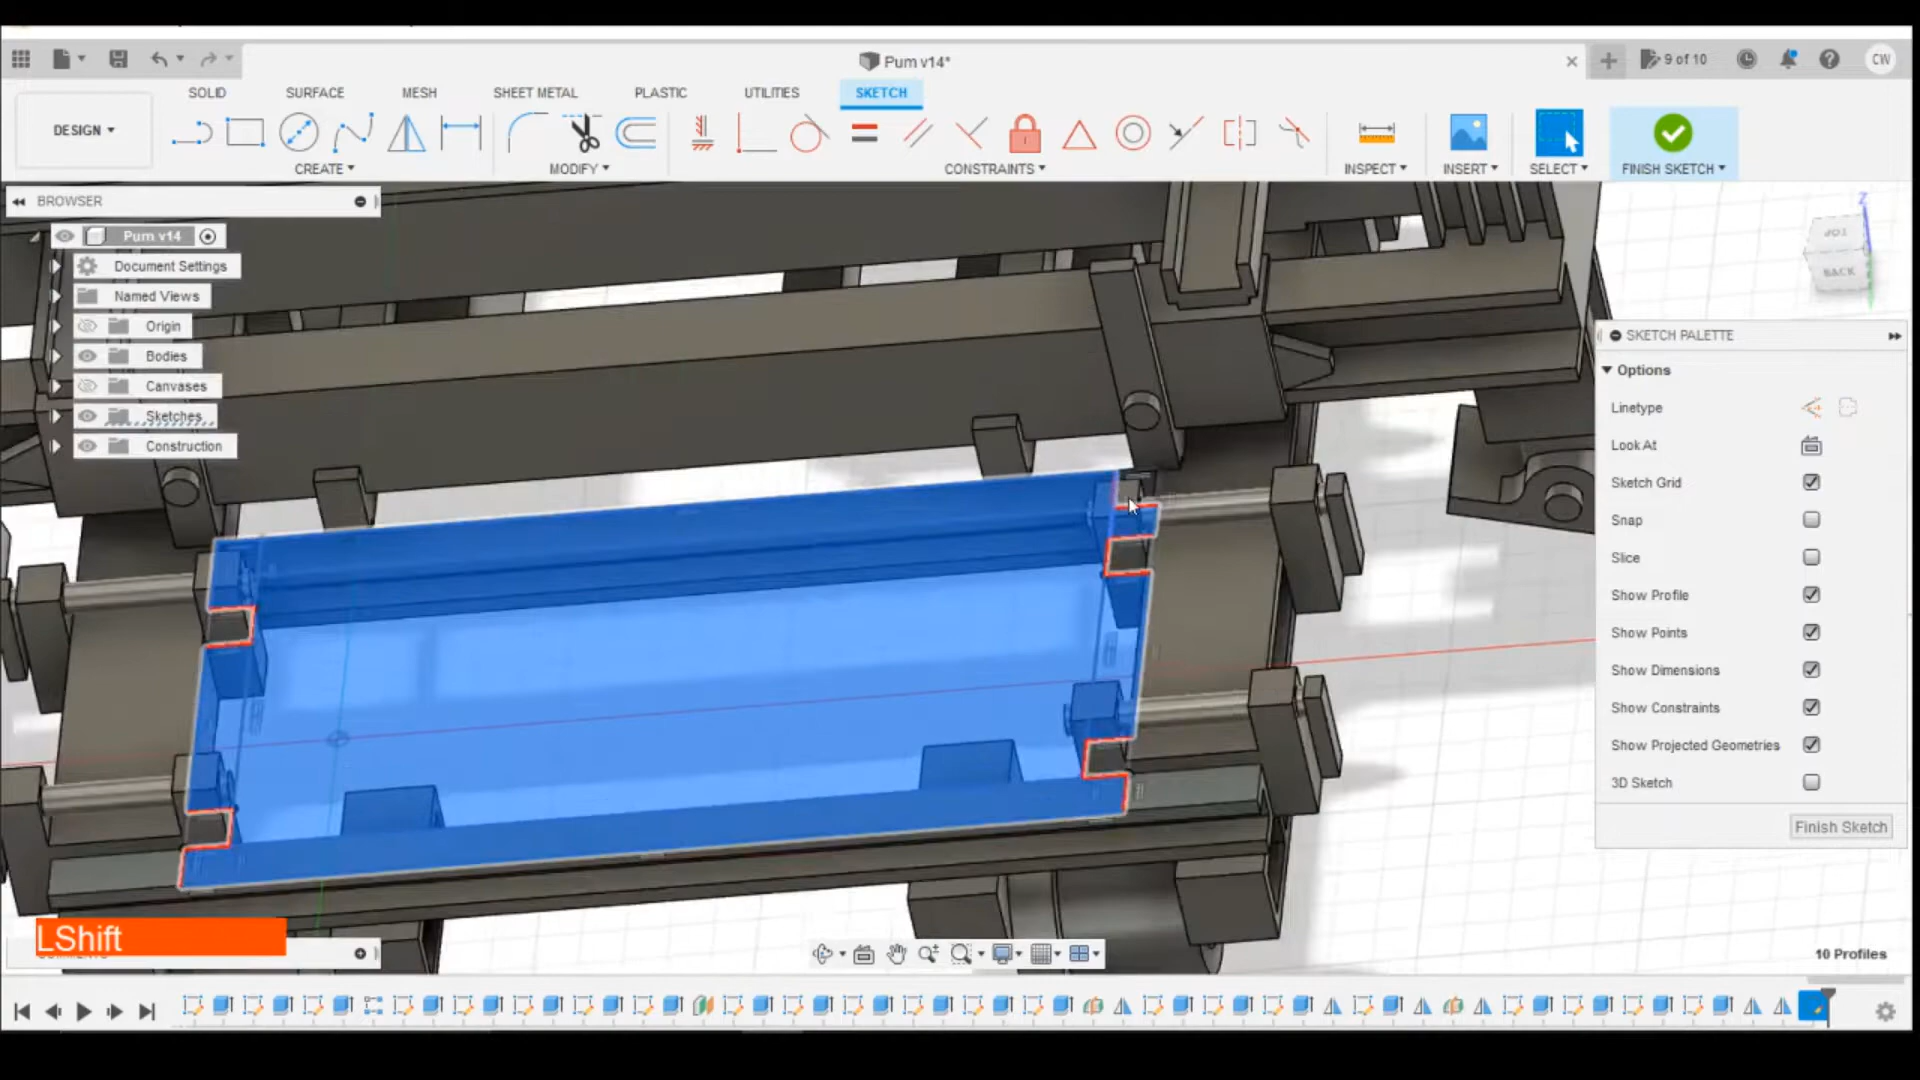 Pum v14*
9 of 10
CW
SOLID
SURFACE
MESH
SHEET METAL
PLASTIC
UTILITIES
SKETCH
DESIGN
CREATE
MODIFY
CONSTRAINTS
INSPECT
INSERT
SELECT
FINISH SKETCH
BROWSER
Pum v14
Document Settings
Named Views
Origin
Bodies
Canvases
Sketches
Construction
Z
TOP
BACK
SKETCH PALETTE
Options
Linetype
Look At
Sketch Grid
Snap
Slice
Show Profile
Show Points
Show Dimensions
Show Constraints
Show Projected Geometries
3D Sketch
Finish Sketch
LShift
10 Profiles